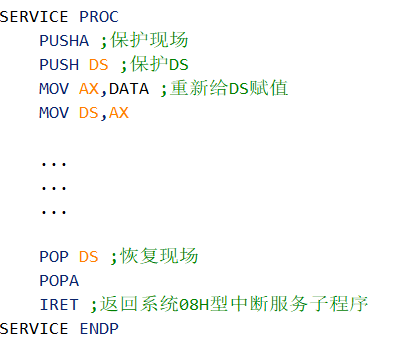 SERVICE PROC
PUSHA ;保护现场
PUSH DS ;保护DS
MOV AX,DATA ;重新给DS赋值
MOV DS,AX
...
...
...
POP DS ;恢复现场
POPA
IRET ;返回系统08H型中断服务子程序
SERVICE ENDP